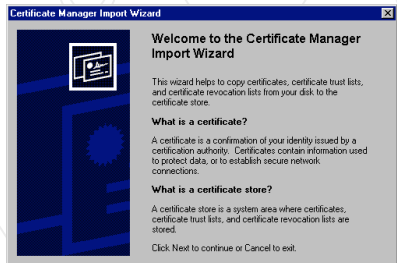 Certificate Manager Import Wizard
Welcome to the Certificate Manager
Import Wizard
This wizard helps to copy certificates, certificate trust lists,
and certificate revocation lists from your disk to the
certificate store.
What is a certificate?
A certificate is a confirmation of your identity issued by a
certification authority. Certificates contain information used
to protect data, or to establish secure network
connections.
What is a certificate store?
A certificate store is a system area where certificates,
certificate trust lists, and certificate revocation lists are
stored.
Click Next to continue or Cancel to exit.